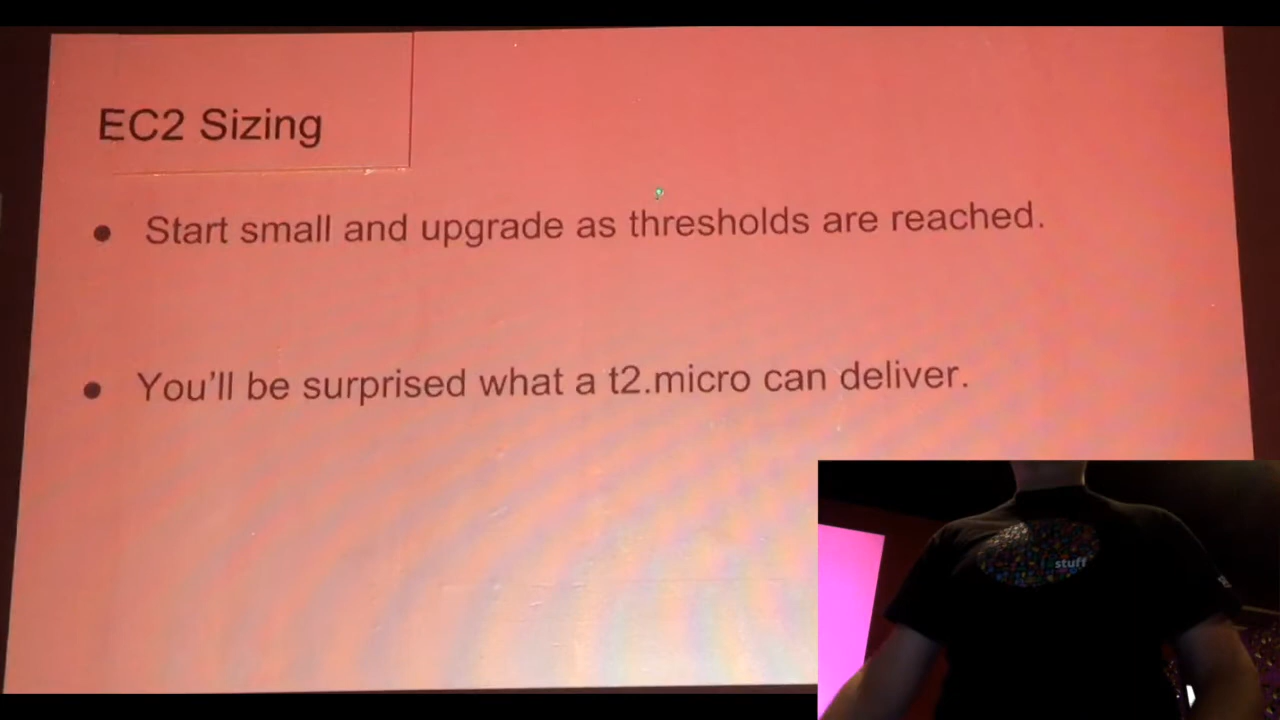 EC2 Sizing
● Start small and upgrade as thresholds are reached.
● You'll be surprised what a t2.micro can deliver.
stuff